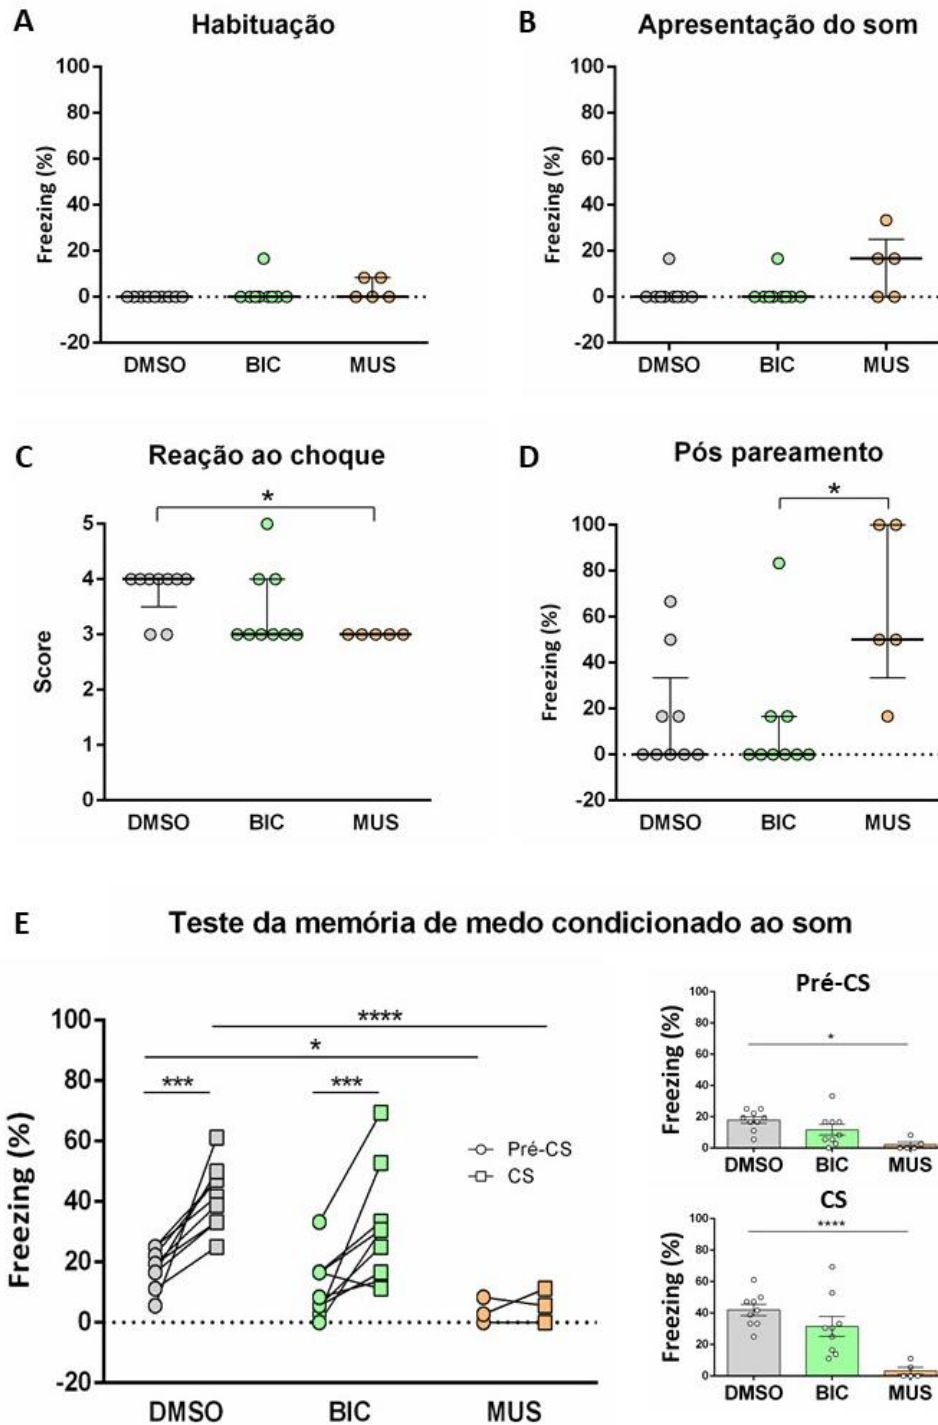 A
Habituação
Freezing (%)
100
80
60
40
20
0
-20
DMSO BIC MUS
B
Apresentação do som
Freezing (%)
100
80
60
40
20
0
-20
DMSO BIC MUS
C
Reação ao choque
*
Score
5
4
3
2
1
0
DMSO BIC MUS
D
Pós pareamento
*
Freezing (%)
100
80
60
40
20
0
-20
DMSO BIC MUS
E
Teste da memória de medo condicionado ao som
Freezing (%)
100
80
60
40
20
0
-20
****
*
*** ***
Pré-CS
CS
DMSO BIC MUS
Pré-CS
Freezing (%)
100
80
60
40
20
0
*
DMSO BIC MUS
CS
Freezing (%)
100
80
60
40
20
0
****
DMSO BIC MUS